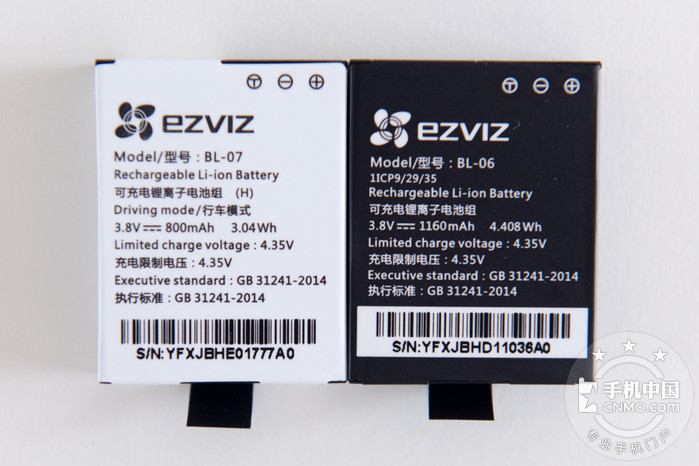 EZVIZ
Model/型号：BL-07
Rechargeable Li-ion Battery
可充电锂离子电池组 (H)
Driving mode/行车模式
3.8V 800mAh 3.04Wh
Limited charge voltage : 4.35V
充电限制电压：4.35V
Executive standard : GB 31241-2014
执行标准：GB 31241-2014
S/N:YFXJBHE01777A0
EZVIZ
Model/型号：BL-06
1ICP9/29/35
Rechargeable Li-ion Battery
可充电锂离子电池组
3.8V 1160mAh 4.408Wh
Limited charge voltage : 4.35V
充电限制电压：4.35V
Executive standard : GB 31241-2014
执行标准：GB 31241-2014
S/N:YFXJBHD11036A0
手机中国
CNMO.com
专业手机门户